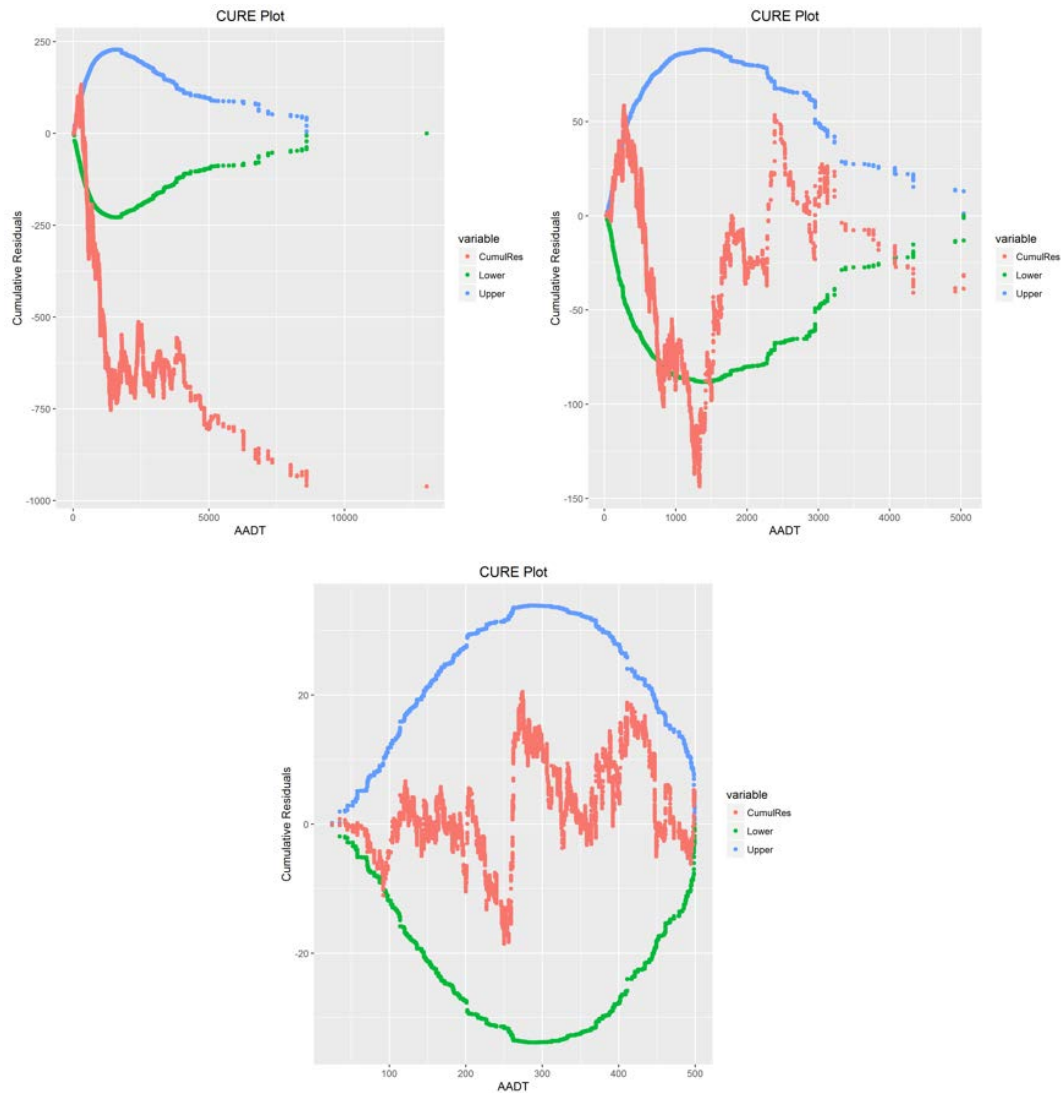 CURE Plot
250
0
-250
-500
-750
-1000
Cumulative Residuals
0
5000
10000
AADT
variable
CumulRes
Lower
Upper
CURE Plot
50
0
-50
-100
-150
Cumulative Residuals
0
1000
2000
3000
4000
5000
AADT
variable
CumulRes
Lower
Upper
CURE Plot
20
0
-20
Cumulative Residuals
100
200
300
400
500
AADT
variable
CumulRes
Lower
Upper